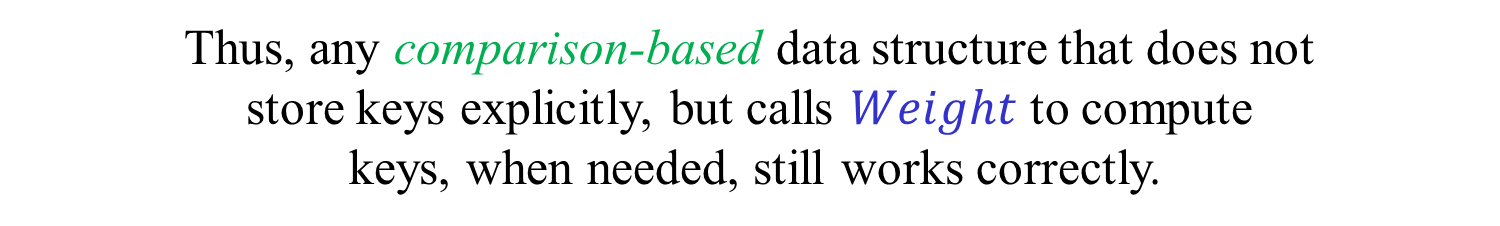 Thus, any comparison-based data structure that does not
store keys explicitly, but calls Weight to compute
keys, when needed, still works correctly.